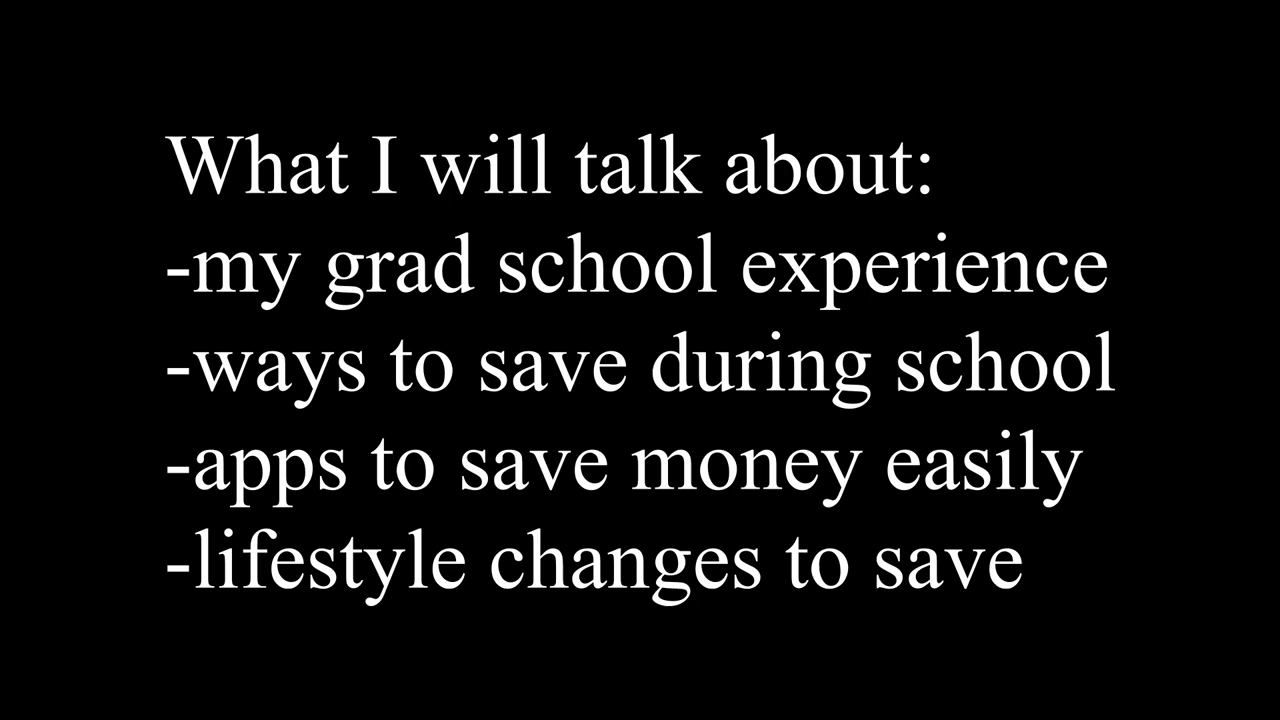 What I will talk about:
-my grad school experience
-ways to save during school
-apps to save money easily
-lifestyle changes to save